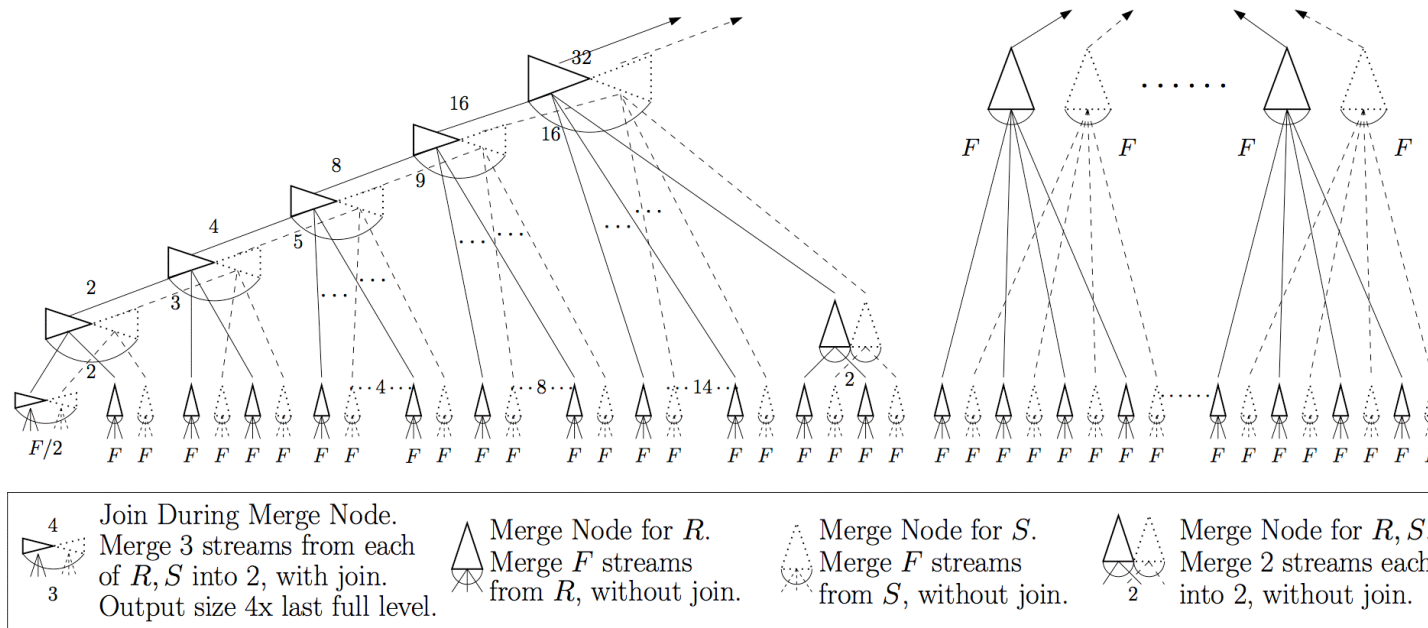 32
16
16
8
9
4
5
2
3
2
2
4
8
14
F F F F
F/2 F F F F F F F F F F F F F F F F F F F F F F F F F F F F F F
4
Join During Merge Node.
Merge 3 streams from each
of R, S into 2, with join.
Output size 4x last full level.
3
Merge Node for R.
Merge F streams
from R, without join.
Merge Node for S.
Merge F streams
from S, without join.
Merge Node for R, S.
Merge 2 streams each
into 2, without join.
2